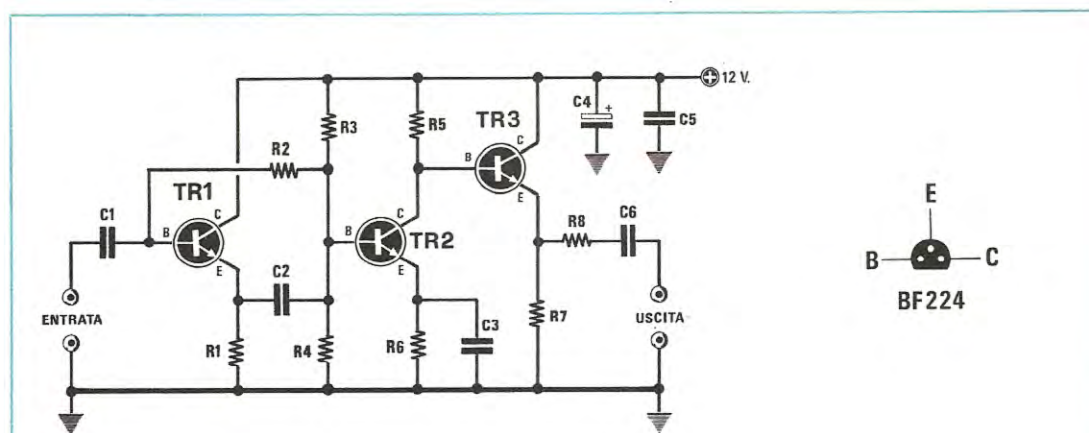 12 V.
C4
+
C5
R3
R5
TR3
C
B
E
R2
TR1
C1
B
C
E
C2
B
C
E
TR2
R8
C6
ENTRATA
R1
R4
R6
C3
R7
USCITA
E
B
C
BF224